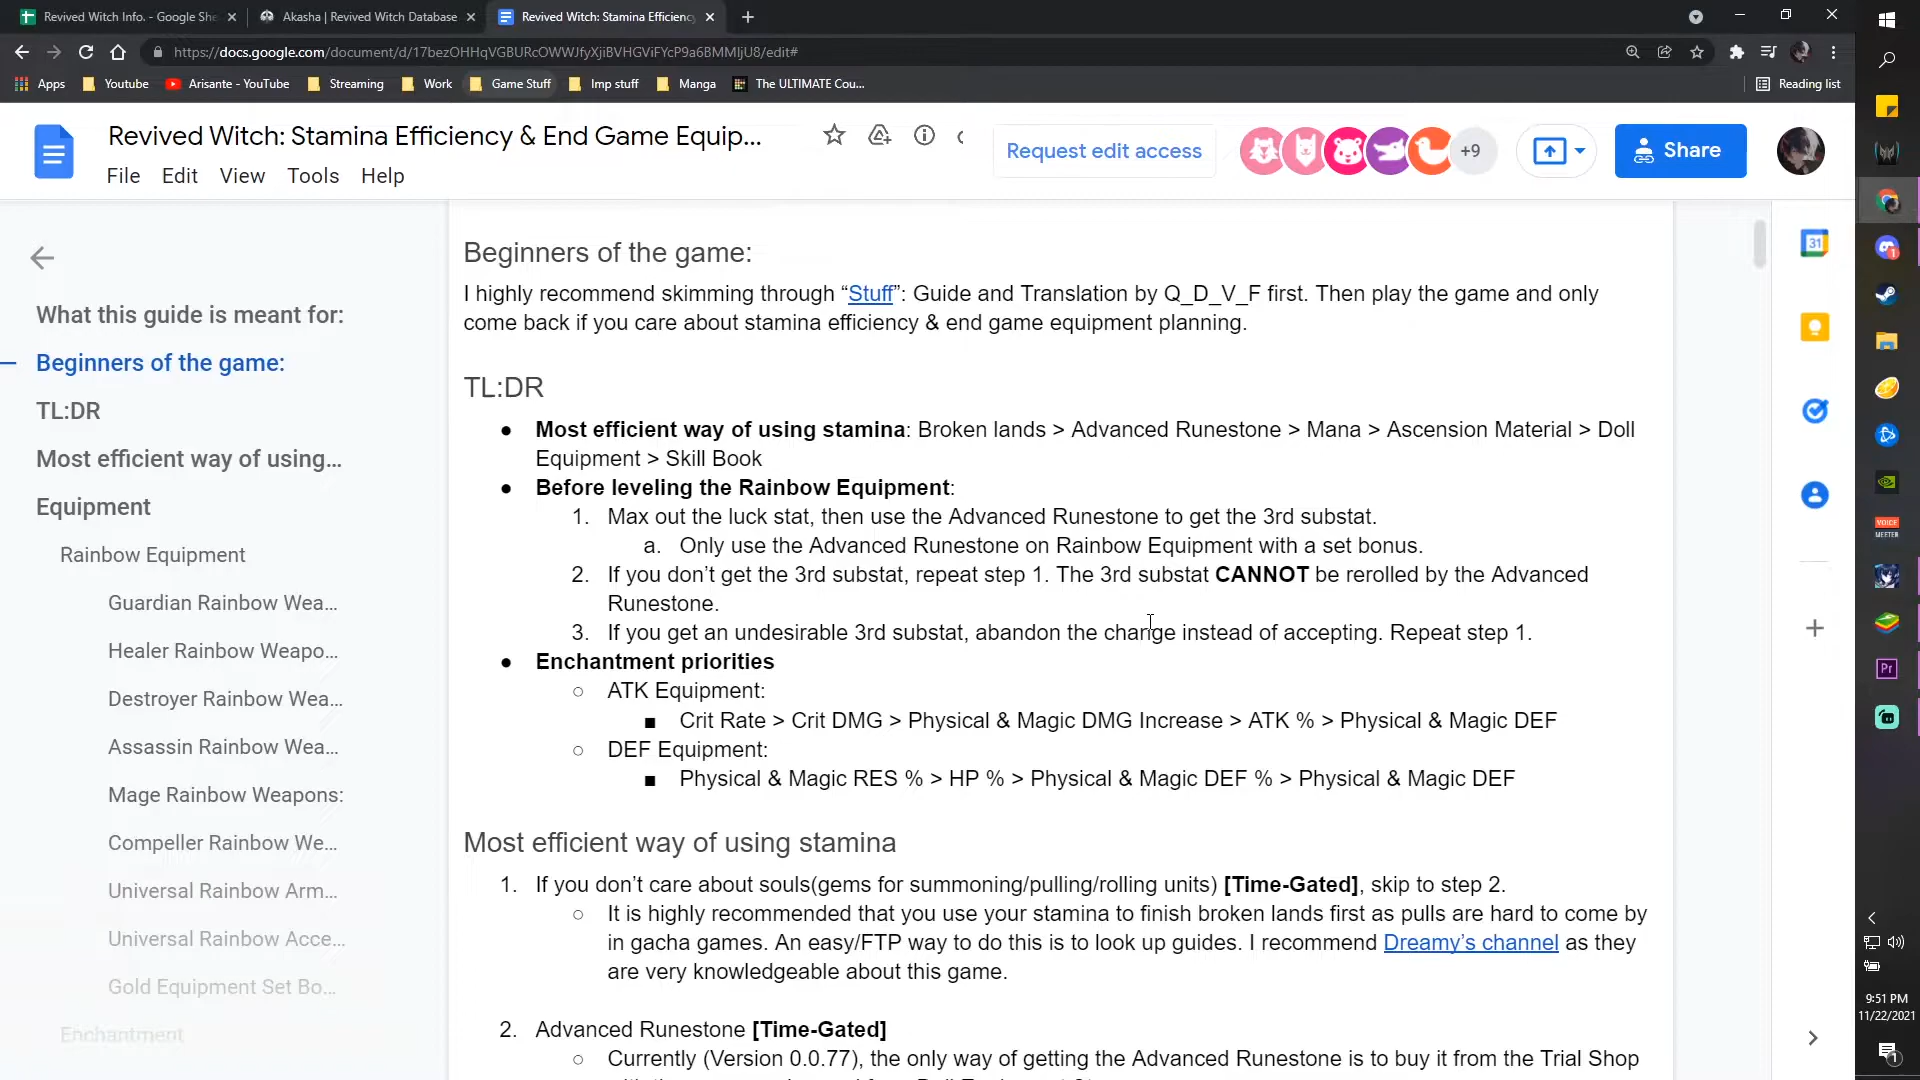 Revived Witch Info. - Google She
Akasha | Revived Witch Database
Revived Witch: Stamina Efficienc
https://docs.google.com/document/d/17bezOHHqVGBURcOWWJfyXjiBVHGViFYcP9a6BMMIjU8/edit#
Apps
Youtube
Arisante - YouTube
Streaming
Work
Game Stuff
Imp stuff
Manga
The ULTIMATE Cou...
Reading list
Revived Witch: Stamina Efficiency & End Game Equip...
File Edit View Tools Help
Request edit access
+9
Share
What this guide is meant for:
Beginners of the game:
TL:DR
Most efficient way of using...
Equipment
Rainbow Equipment
Guardian Rainbow Wea...
Healer Rainbow Weapo...
Destroyer Rainbow Wea...
Assassin Rainbow Wea...
Mage Rainbow Weapons:
Compeller Rainbow We...
Universal Rainbow Arm...
Universal Rainbow Acce...
Gold Equipment Set Bo...
Enchantment
Beginners of the game:
I highly recommend skimming through “Stuff”: Guide and Translation by Q_D_V_F first. Then play the game and only
come back if you care about stamina efficiency & end game equipment planning.
TL:DR
● Most efficient way of using stamina: Broken lands > Advanced Runestone > Mana > Ascension Material > Doll
Equipment > Skill Book
● Before leveling the Rainbow Equipment:
1. Max out the luck stat, then use the Advanced Runestone to get the 3rd substat.
a. Only use the Advanced Runestone on Rainbow Equipment with a set bonus.
2. If you don’t get the 3rd substat, repeat step 1. The 3rd substat CANNOT be rerolled by the Advanced
Runestone.
3. If you get an undesirable 3rd substat, abandon the change instead of accepting. Repeat step 1.
● Enchantment priorities
○ ATK Equipment:
■ Crit Rate > Crit DMG > Physical & Magic DMG Increase > ATK % > Physical & Magic DEF
○ DEF Equipment:
■ Physical & Magic RES % > HP % > Physical & Magic DEF % > Physical & Magic DEF
Most efficient way of using stamina
1. If you don’t care about souls(gems for summoning/pulling/rolling units) [Time-Gated], skip to step 2.
○ It is highly recommended that you use your stamina to finish broken lands first as pulls are hard to come by
in gacha games. An easy/FTP way to do this is to look up guides. I recommend Dreamy’s channel as they
are very knowledgeable about this game.
2. Advanced Runestone [Time-Gated]
○ Currently (Version 0.0.77), the only way of getting the Advanced Runestone is to buy it from the Trial Shop
31
VOICE
MEETER
Pr
9:51 PM
11/22/2021
1